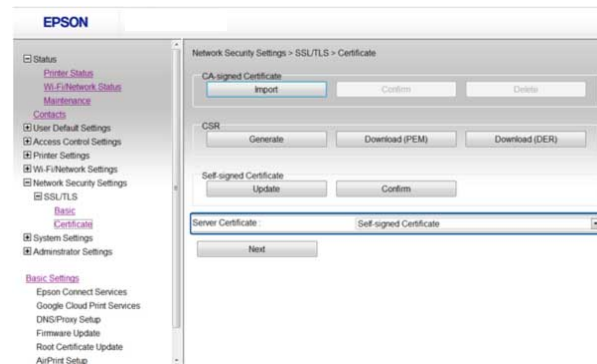 EPSON
Status
Printer Status
Wi-Fi/Network Status
Maintenance
Contacts
User Default Settings
Access Control Settings
Printer Settings
Wi-Fi/Network Settings
Network Security Settings
SSL/TLS
Basic
Certificate
System Settings
Adminstrator Settings
Basic Settings
Epson Connect Services
Google Cloud Print Services
DNS/Proxy Setup
Firmware Update
Root Certificate Update
AirPrint Setup
Network Security Settings > SSL/TLS > Certificate
CA-signed Certificate
Import Confirm Delete
CSR
Generate Download (PEM) Download (DER)
Self-signed Certificate
Update Confirm
Server Certificate : Self-signed Certificate
Next